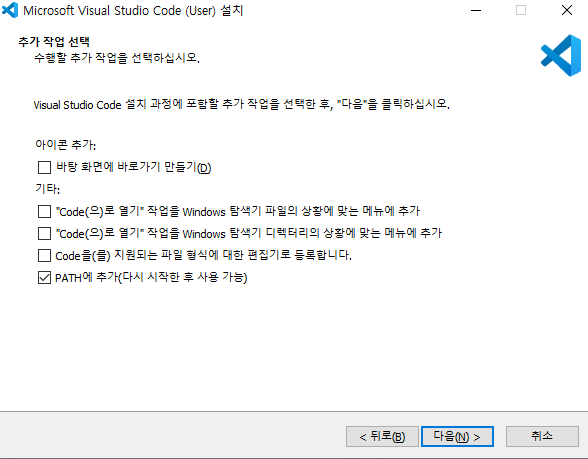 Microsoft Visual Studio Code (User) 설치
추가 작업 선택
수행할 추가 작업을 선택하십시오.
Visual Studio Code 설치 과정에 포함할 추가 작업을 선택한 후, "다음"을 클릭하십시오.
아이콘 추가:
바탕 화면에 바로가기 만들기(D)
기타:
"Code(으)로 열기" 작업을 Windows 탐색기 파일의 상황에 맞는 메뉴에 추가
"Code(으)로 열기" 작업을 Windows 탐색기 디렉터리의 상황에 맞는 메뉴에 추가
Code을(를) 지원되는 파일 형식에 대한 편집기로 등록합니다.
PATH에 추가(다시 시작한 후 사용 가능)
< 뒤로(B) 다음(N) > 취소